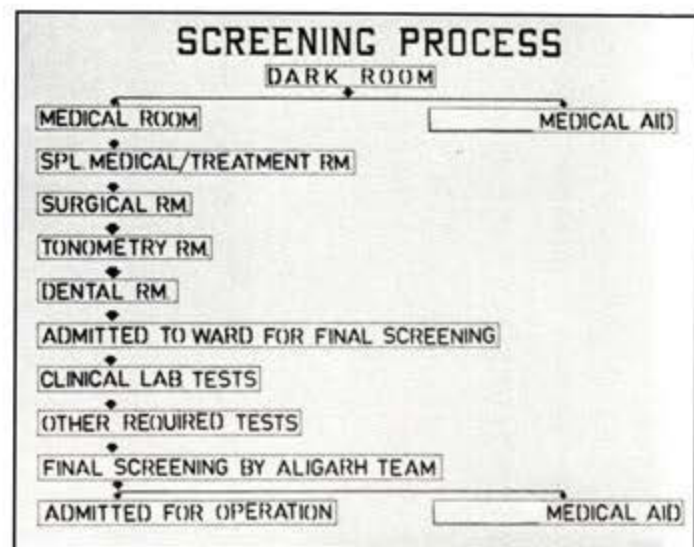 SCREENING PROCESS
DARK ROOM
MEDICAL ROOM MEDICAL AID
SPL. MEDICAL/TREATMENT RM.
SURGICAL RM.
TONOMETRY RM.
DENTAL RM.
ADMITTED TO WARD FOR FINAL SCREENING
CLINICAL LAB TESTS
OTHER REQUIRED TESTS
FINAL SCREENING BY ALIGARH TEAM
ADMITTED FOR OPERATION MEDICAL AID